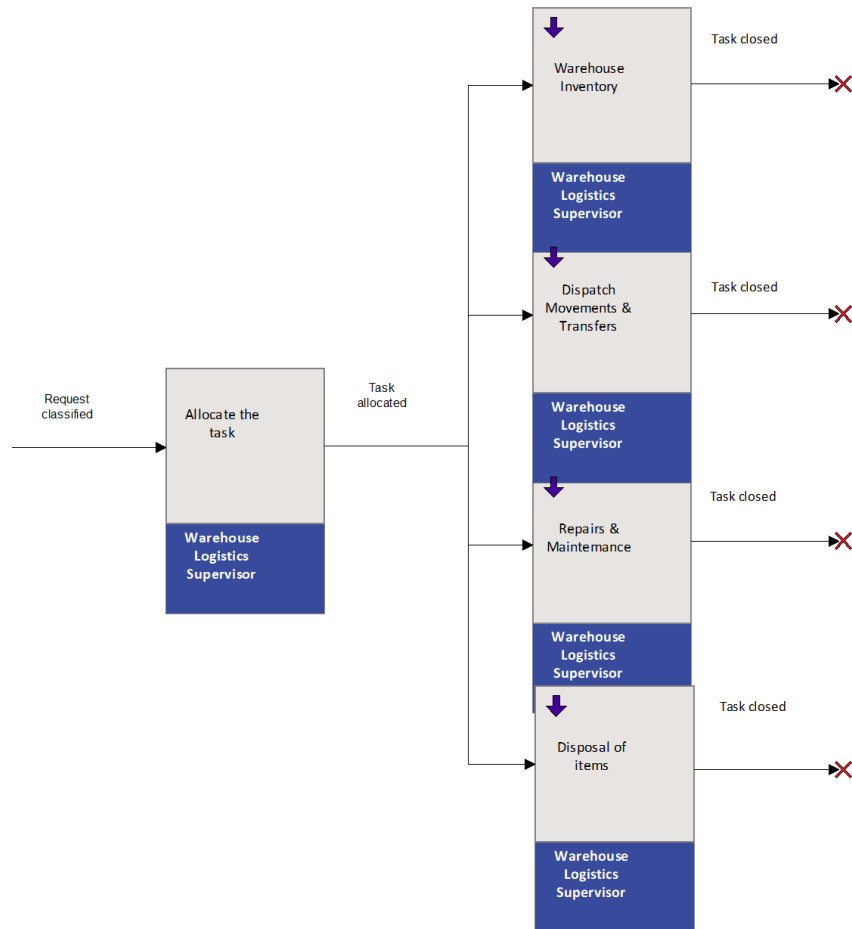 Request
classified
Allocate the
task
Warehouse
Logistics
Supervisor
Task
allocated
Warehouse
Inventory
Warehouse
Logistics
Supervisor
Task closed
Dispatch
Movements &
Transfers
Warehouse
Logistics
Supervisor
Task closed
Repairs &
Maintemance
Warehouse
Logistics
Supervisor
Task closed
Disposal of
items
Warehouse
Logistics
Supervisor
Task closed